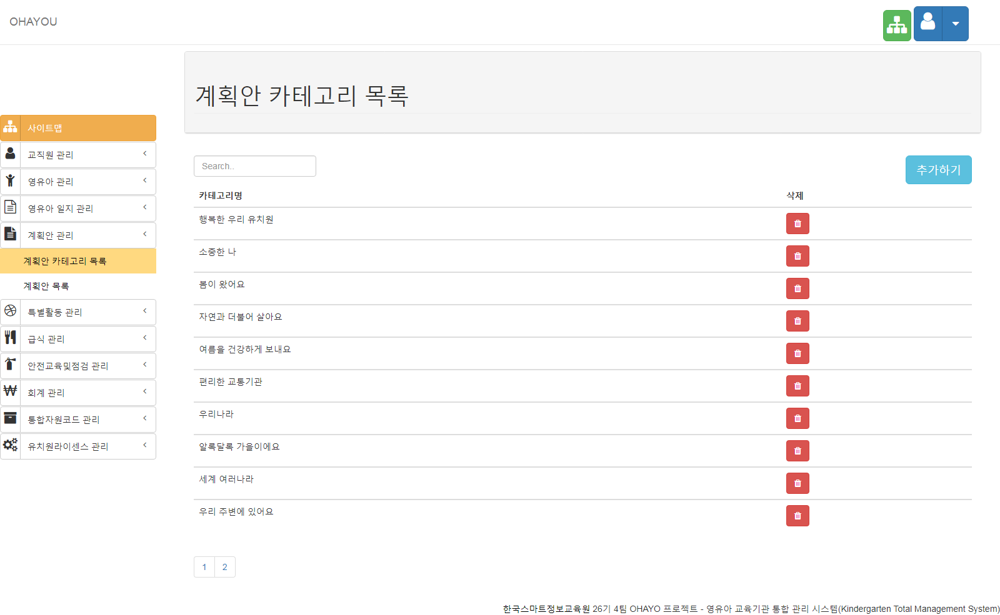 OHAYOU
계획안 카테고리 목록
사이트맵
교직원 관리
영유아 관리
영유아 일지 관리
계획안 관리
계획안 카테고리 목록
계획안 목록
특별활동 관리
급식 관리
안전교육및점검 관리
회계 관리
통합자원코드 관리
유치원라이센스 관리
Search..
추가하기
카테고리명 삭제
행복한 우리 유치원
소중한 나
봄이 왔어요
자연과 더불어 살아요
여름을 건강하게 보내요
편리한 교통기관
우리나라
알록달록 가을이에요
세계 여러나라
우리 주변에 있어요
1 2
한국스마트정보교육원 26기 4팀 OHAYO 프로젝트 - 영유아 교육기관 통합 관리 시스템(Kindergarten Total Management System)